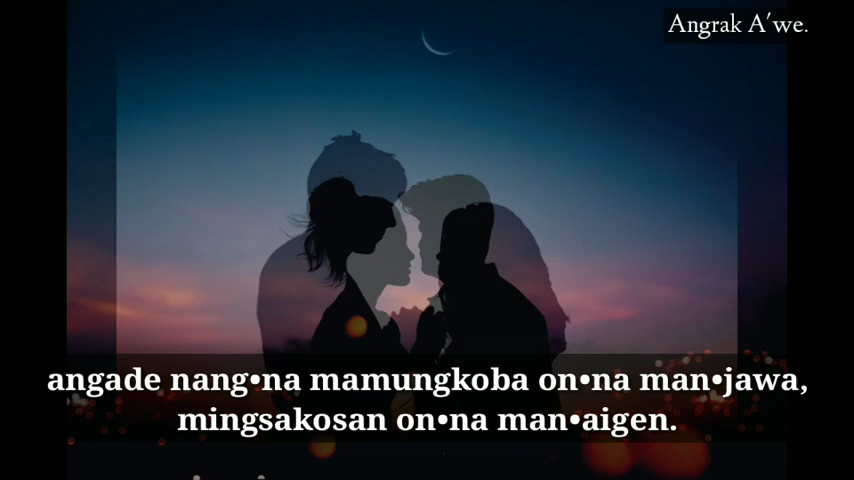 Angrak A'we.
angade nang•na mamungkoba on•na man•jawa,
mingsakosan on•na man•aigen.